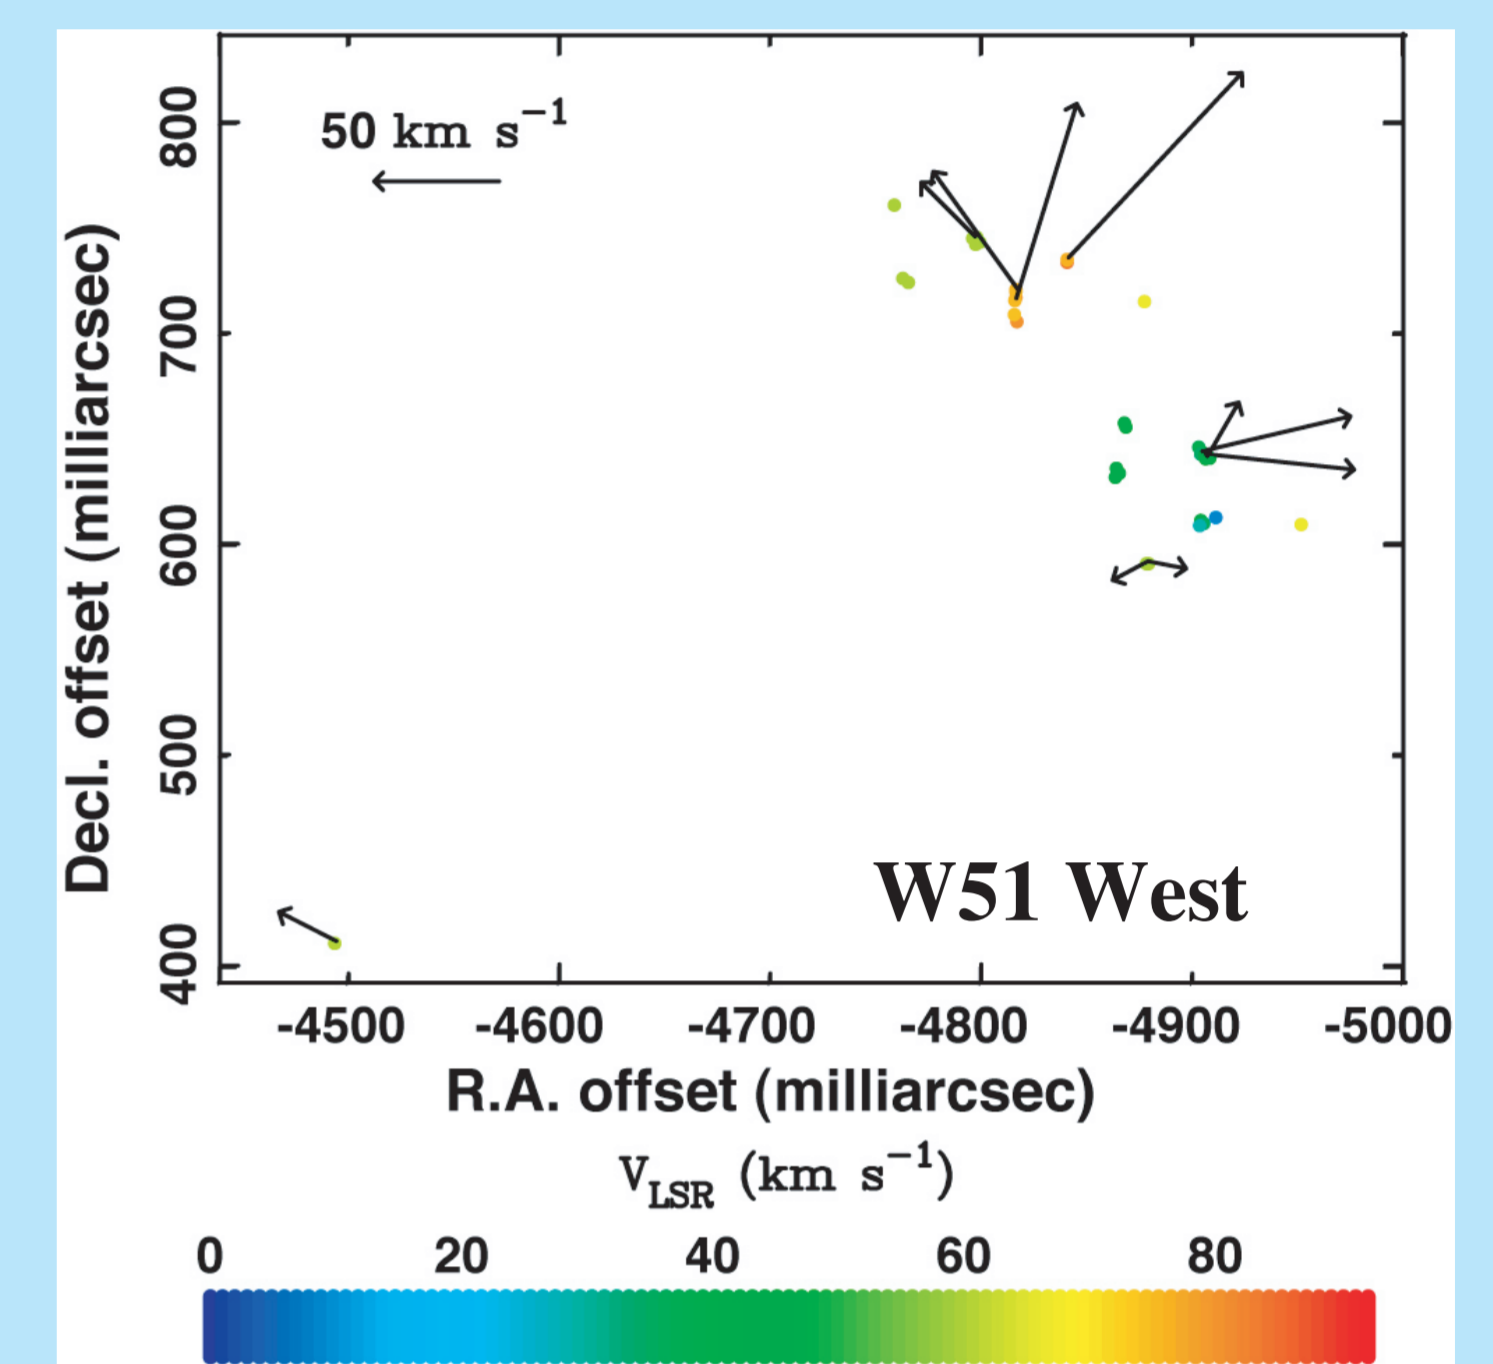 50 km s⁻¹
800
700
600
500
400
Decl. offset (milliarcsec)
W51 West
-4500 -4600 -4700 -4800 -4900 -5000
R.A. offset (milliarcsec)
V_LSR (km s⁻¹)
0 20 40 60 80